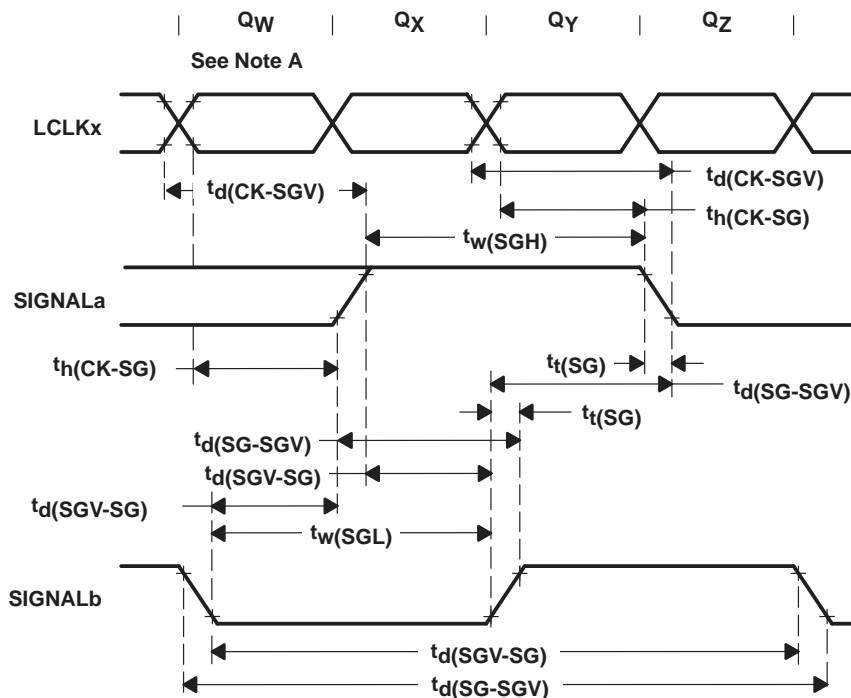 QW QX QY QZ
See Note A
LCLKx
td(CK-SGV)
td(CK-SGV)
th(CK-SG)
tw(SGH)
SIGNALa
th(CK-SG)
tt(SG)
td(SG-SGV)
tt(SG)
td(SG-SGV)
td(SGV-SG)
td(SGV-SG)
tw(SGL)
SIGNALb
td(SGV-SG)
td(SG-SGV)